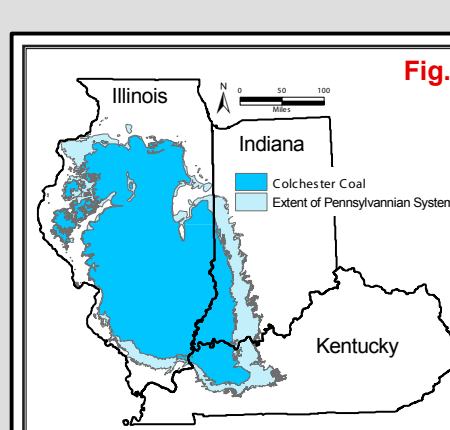 Fig.
Illinois
N
0 50 100
Miles
Indiana
Colchester Coal
Extent of Pennsylvannian System
Kentucky